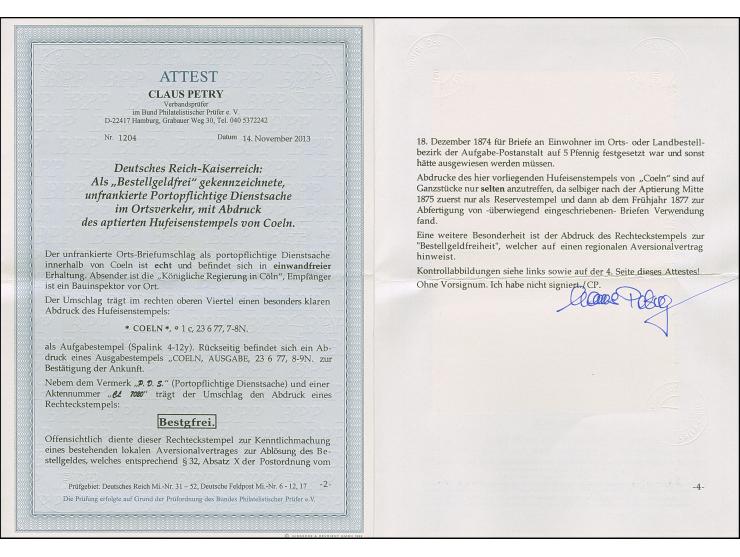 ATTEST
CLAUS PETRY
Verbandsprüfer
im Bund Philatelistischer Prüfer e. V.
D-22417 Hamburg, Grabauer Weg 30, Tel. 040 5372242
Nr. 1204 Datum 14. November 2013
Deutsches Reich-Kaiserreich:
Als „Bestellgeldfrei" gekennzeichnete,
unfrankierte Portopflichtige Dienstsache
im Ortsverkehr, mit Abdruck
des aptierten Hufeisenstempels von Coeln.
Der unfrankierte Orts-Briefumschlag als portopflichtige Dienstsache
innerhalb von Coeln ist echt und befindet sich in einwandfreier
Erhaltung. Absender ist die „Königliche Regierung in Cöln", Empfänger
ist ein Bauinspektor vor Ort.
Der Umschlag trägt im rechten oberen Viertel einen besonders klaren
Abdruck des Hufeisenstempels:
* COELN *, º 1 c, 23 6 77, 7-8N.
als Aufgabestempel (Spalink 4-12y). Rückseitig befindet sich ein Ab-
druck eines Ausgabestempels „COELN, AUSGABE, 23 6 77, 8-9N. zur
Bestätigung der Ankunft.
Nebem dem Vermerk „P. D. S." (Portopflichtige Dienstsache) und einer
Aktennummer trägt der Umschlag den Abdruck eines
Rechteckstempels:
Bestgfrei.
Offensichtlich diente dieser Rechteckstempel zur Kenntlichmachung
eines bestehenden lokalen Aversionalvertrages zur Ablösung des Be-
stellgeldes, welches entsprechend § 32, Absatz X der Postordnung vom
Prüfgebiet: Deutsches Reich Mi.-Nr. 31 – 52, Deutsche Feldpost Mi.-Nr. 6 - 12, 17 -2-
Die Prüfung erfolgte auf Grund der Prüfordnung des Bundes Philatelistischer Prüfer e.V.
18. Dezember 1874 für Briefe an Einwohner im Orts- oder Landbestell-
bezirk der Aufgabe-Postanstalt auf 5 Pfennig festgesetzt war und sonst
hätte ausgewiesen werden müssen.
Abdrucke des hier vorliegenden Hufeisenstempels von „Coeln" sind auf
Ganzstücke nur selten anzutreffen, da selbiger nach der Aptierung Mitte
1875 zuerst nur als Reservestempel und dann ab dem Frühjahr 1877 zur
Abfertigung von -überwiegend eingeschriebenen- Briefen Verwendung
fand.
Eine weitere Besonderheit ist der Abdruck des Rechteckstempels zur
"Bestellgeldfreiheit", welcher auf einen regionalen Aversionalvertrag
hinweist.
Kontrollabbildungen siehe links sowie auf der 4. Seite dieses Attestes!
Ohne Vorsignum. Ich habe nicht signiert./CP.
Claus Petry
-4-